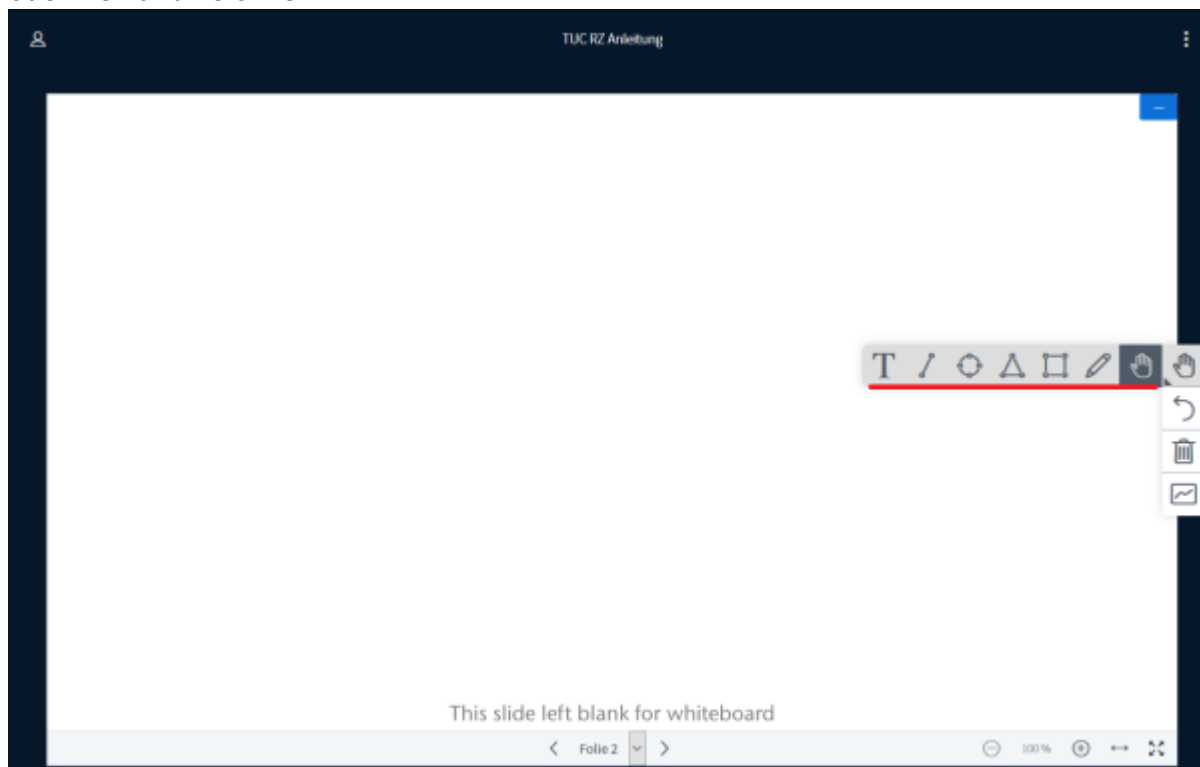 TUC RZ Anleitung
T
This slide left blank for whiteboard
Folie 2
100 %